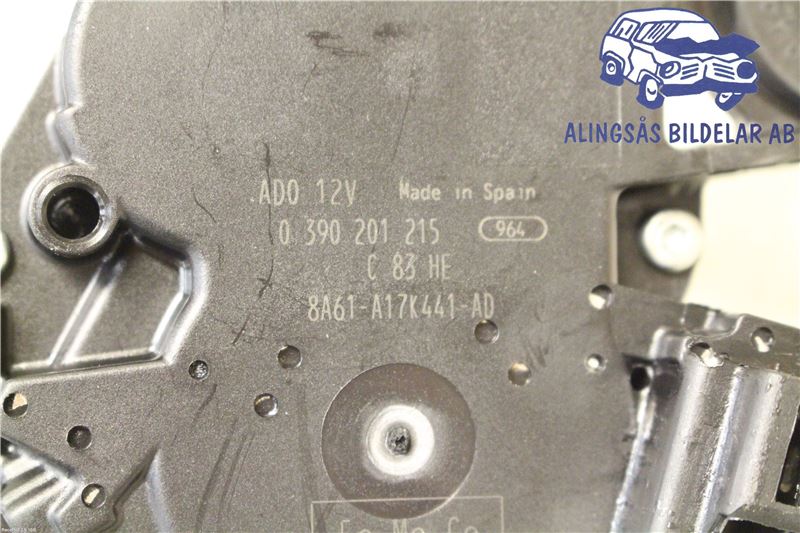 ALINGSÅS BILDELAR AB
ADO 12V Made in Spain
0 390 201 215 964
C 83 HE
8A61-A17K441-AD